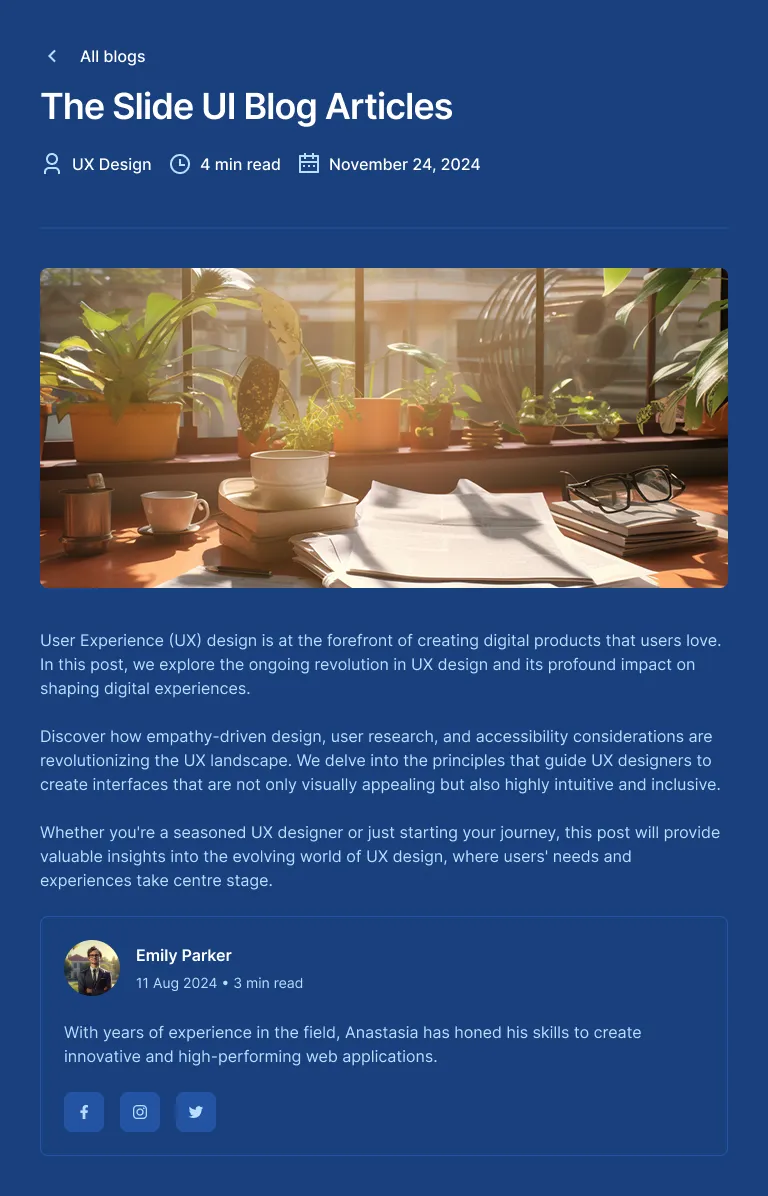 All blogs
The Slide UI Blog Articles
UX Design 4 min read November 24, 2024
User Experience (UX) design is at the forefront of creating digital products that users love.
In this post, we explore the ongoing revolution in UX design and its profound impact on
shaping digital experiences.
Discover how empathy-driven design, user research, and accessibility considerations are
revolutionizing the UX landscape. We delve into the principles that guide UX designers to
create interfaces that are not only visually appealing but also highly intuitive and inclusive.
Whether you're a seasoned UX designer or just starting your journey, this post will provide
valuable insights into the evolving world of UX design, where users' needs and
experiences take centre stage.
Emily Parker
11 Aug 2024 • 3 min read
With years of experience in the field, Anastasia has honed his skills to create
innovative and high-performing web applications.